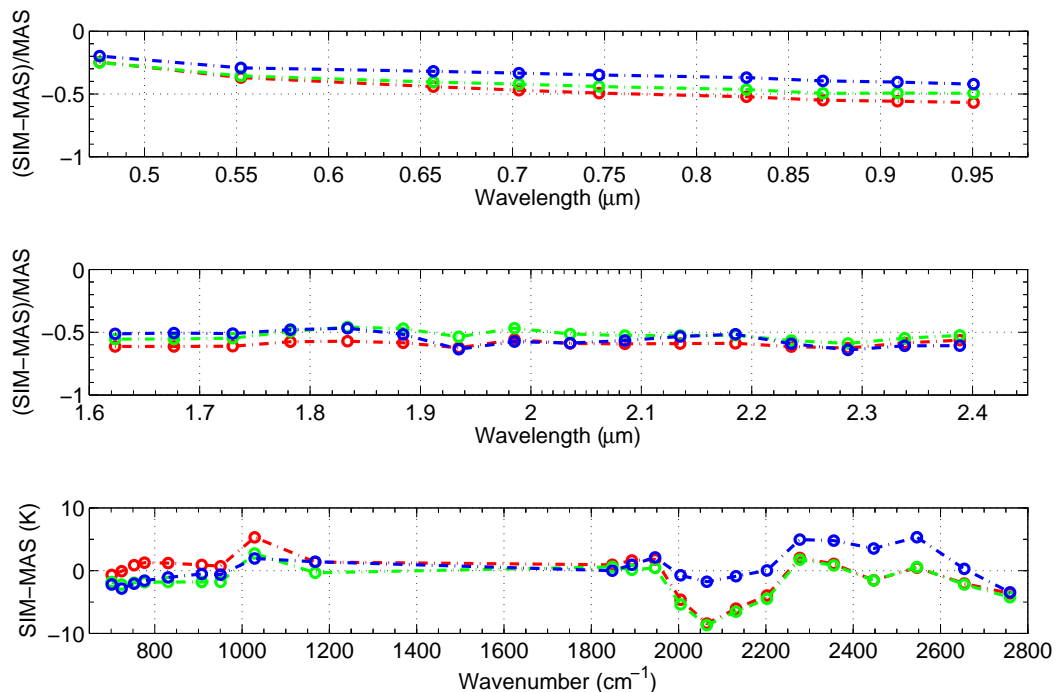 0
−0.5
−1
(SIM−MAS)/MAS
0.5 0.55 0.6 0.65 0.7 0.75 0.8 0.85 0.9 0.95
Wavelength (μm)
0
−0.5
−1
(SIM−MAS)/MAS
1.6 1.7 1.8 1.9 2 2.1 2.2 2.3 2.4
Wavelength (μm)
10
0
−10
SIM−MAS (K)
800 1000 1200 1400 1600 1800 2000 2200 2400 2600 2800
Wavenumber (cm⁻¹)